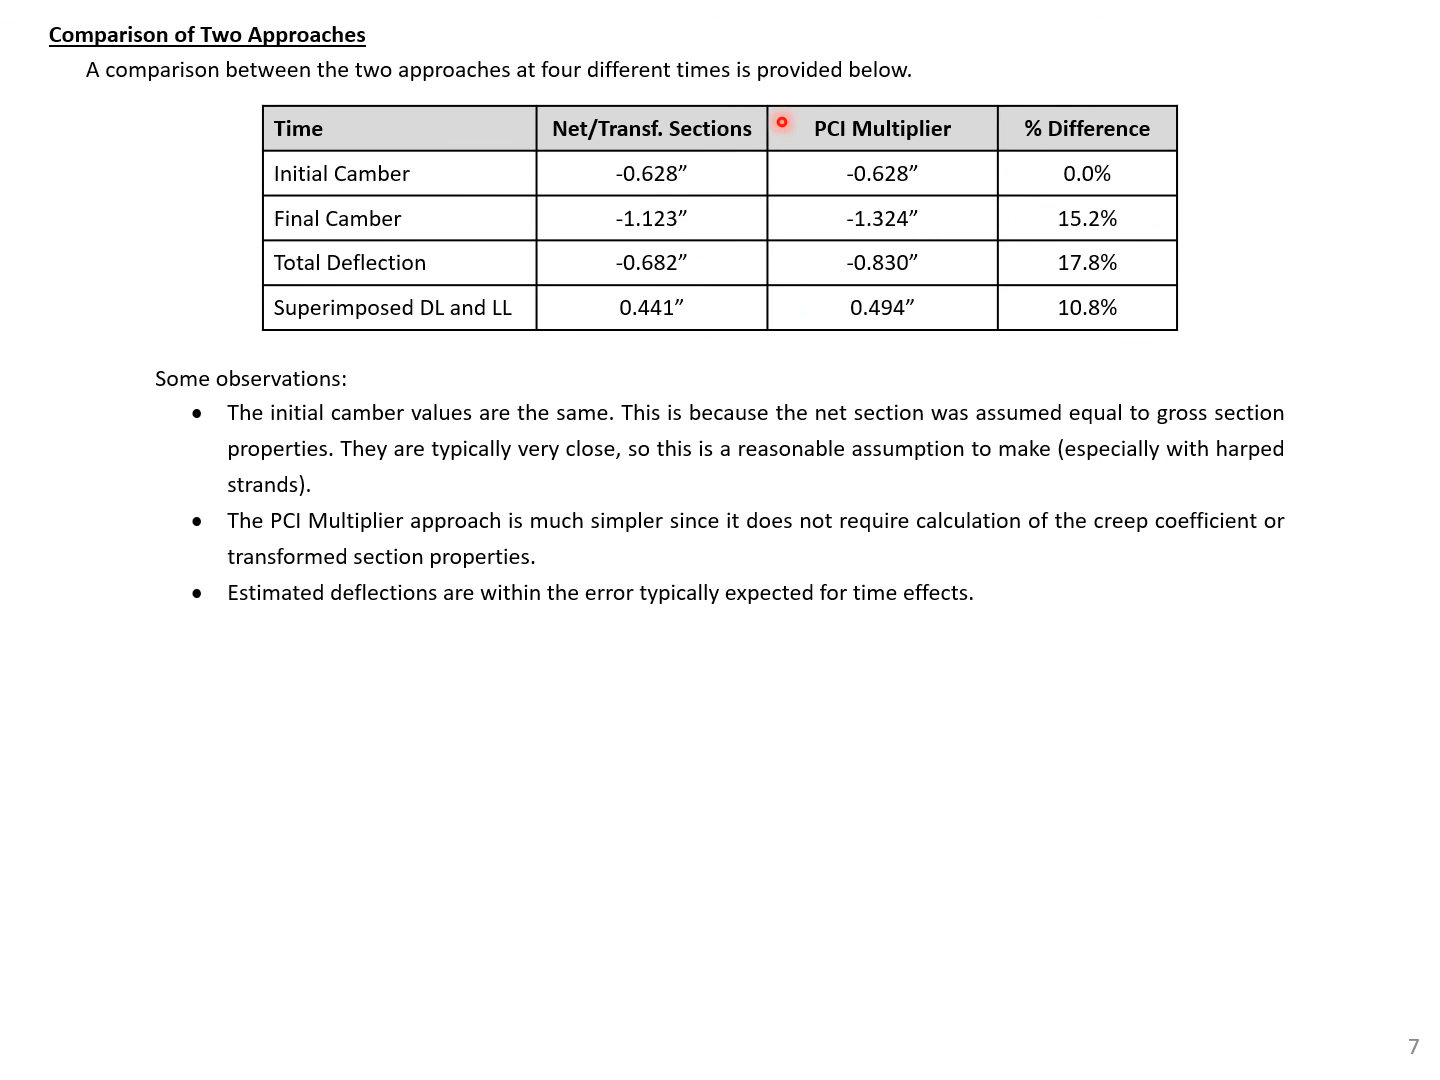 Comparison of Two Approaches
A comparison between the two approaches at four different times is provided below.
Time Net/Transf. Sections PCI Multiplier % Difference
Initial Camber -0.628” -0.628” 0.0%
Final Camber -1.123” -1.324” 15.2%
Total Deflection -0.682” -0.830” 17.8%
Superimposed DL and LL 0.441” 0.494” 10.8%
Some observations:
• The initial camber values are the same. This is because the net section was assumed equal to gross section
properties. They are typically very close, so this is a reasonable assumption to make (especially with harped
strands).
• The PCI Multiplier approach is much simpler since it does not require calculation of the creep coefficient or
transformed section properties.
• Estimated deflections are within the error typically expected for time effects.
7